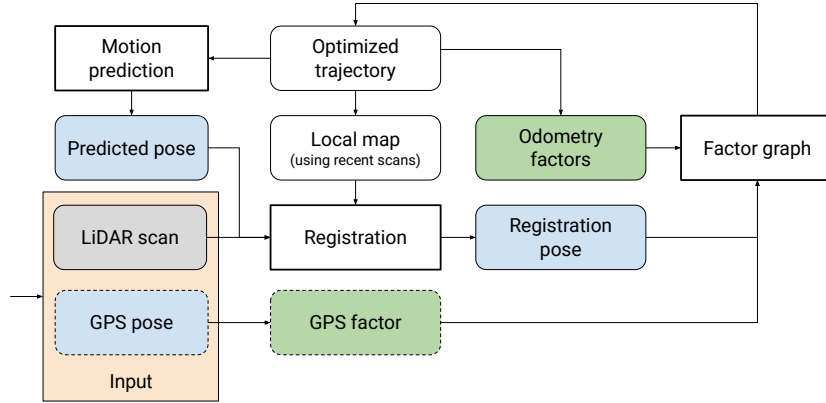 Motion
prediction
Optimized
trajectory
Predicted pose
Local map
(using recent scans)
Odometry
factors
Factor graph
LiDAR scan
Registration
Registration
pose
GPS pose
GPS factor
Input